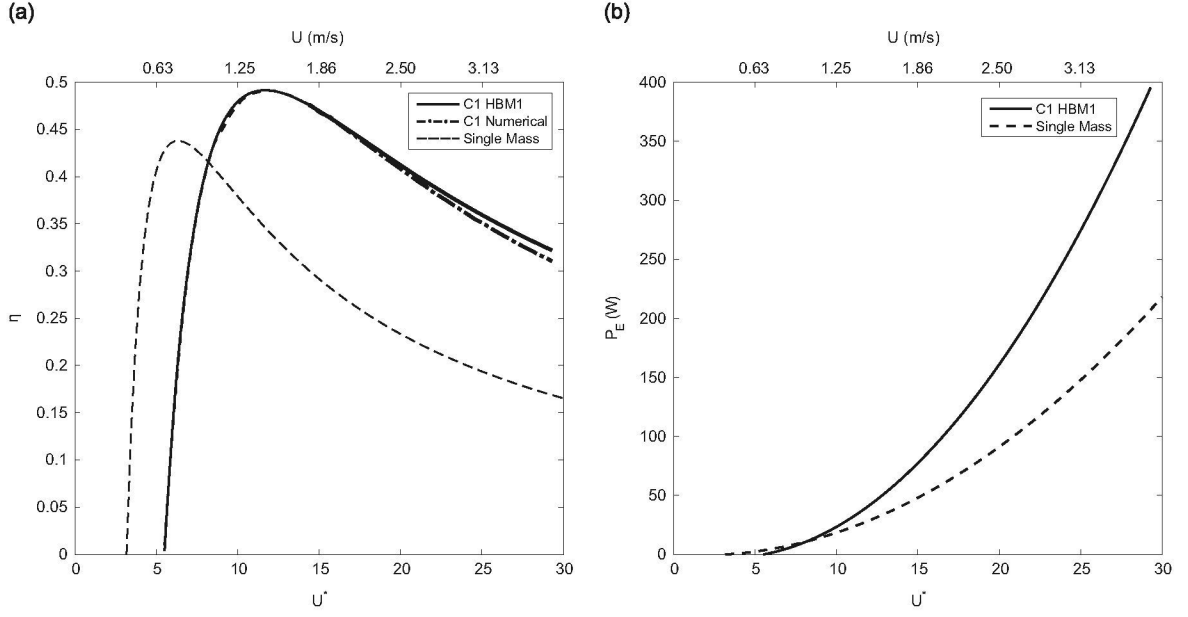 (a)
U (m/s)
0.63 1.25 1.86 2.50 3.13
0.5
0.45
0.4
0.35
0.3
0.25
0.2
0.15
0.1
0.05
0
η
C1 HBM1
C1 Numerical
Single Mass
0 5 10 15 20 25 30
U*
(b)
U (m/s)
0.63 1.25 1.86 2.50 3.13
400
350
300
250
200
150
100
50
0
P_E (W)
C1 HBM1
Single Mass
0 5 10 15 20 25 30
U*